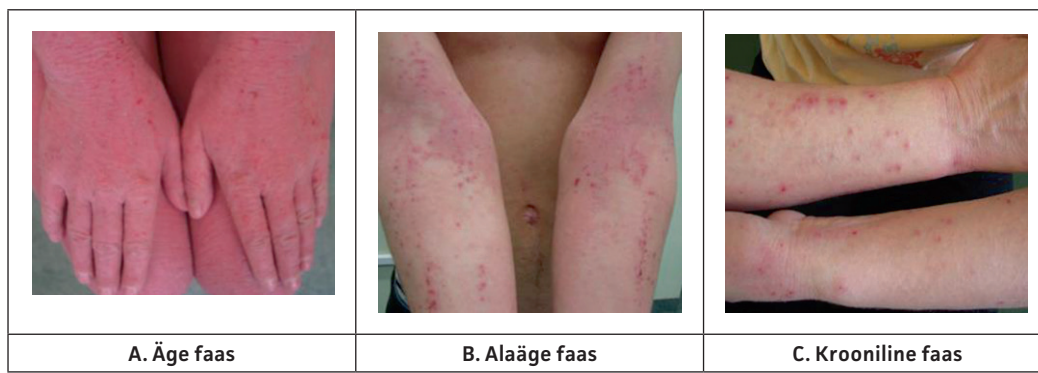 A. Äge faas
B. Alaäge faas
C. Krooniline faas